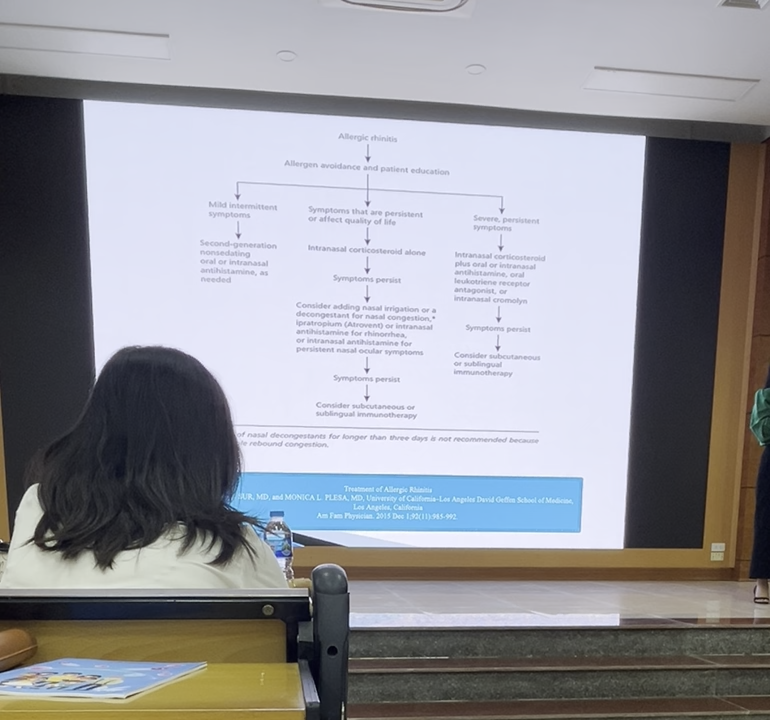 Allergic rhinitis
Allergen avoidance and patient education
Mild intermittent
symptoms
Second-generation
nonsedating
oral or intranasal
antihistamine, as
needed
Symptoms that are persistent
or affect quality of life
Intranasal corticosteroid alone
Symptoms persist
Consider adding nasal irrigation or a
decongestant for nasal congestion,*
ipratropium (Atrovent) or intranasal
antihistamine for rhinorrhea,
or intranasal antihistamine for
persistent nasal ocular symptoms
Symptoms persist
Consider subcutaneous or
sublingual immunotherapy
Severe, persistent
symptoms
Intranasal corticosteroid
plus oral or intranasal
antihistamine, oral
leukotriene receptor
antagonist, or
intranasal cromolyn
Symptoms persist
Consider subcutaneous
or sublingual
immunotherapy
of nasal decongestants for longer than three days is not recommended because
rebound congestion.
Treatment of Allergic Rhinitis
SUR, MD, and MONICA L. PLESA, MD, University of California–Los Angeles David Geffen School of Medicine,
Los Angeles, California
Am Fam Physician. 2015 Dec 1;92(11):985-992.